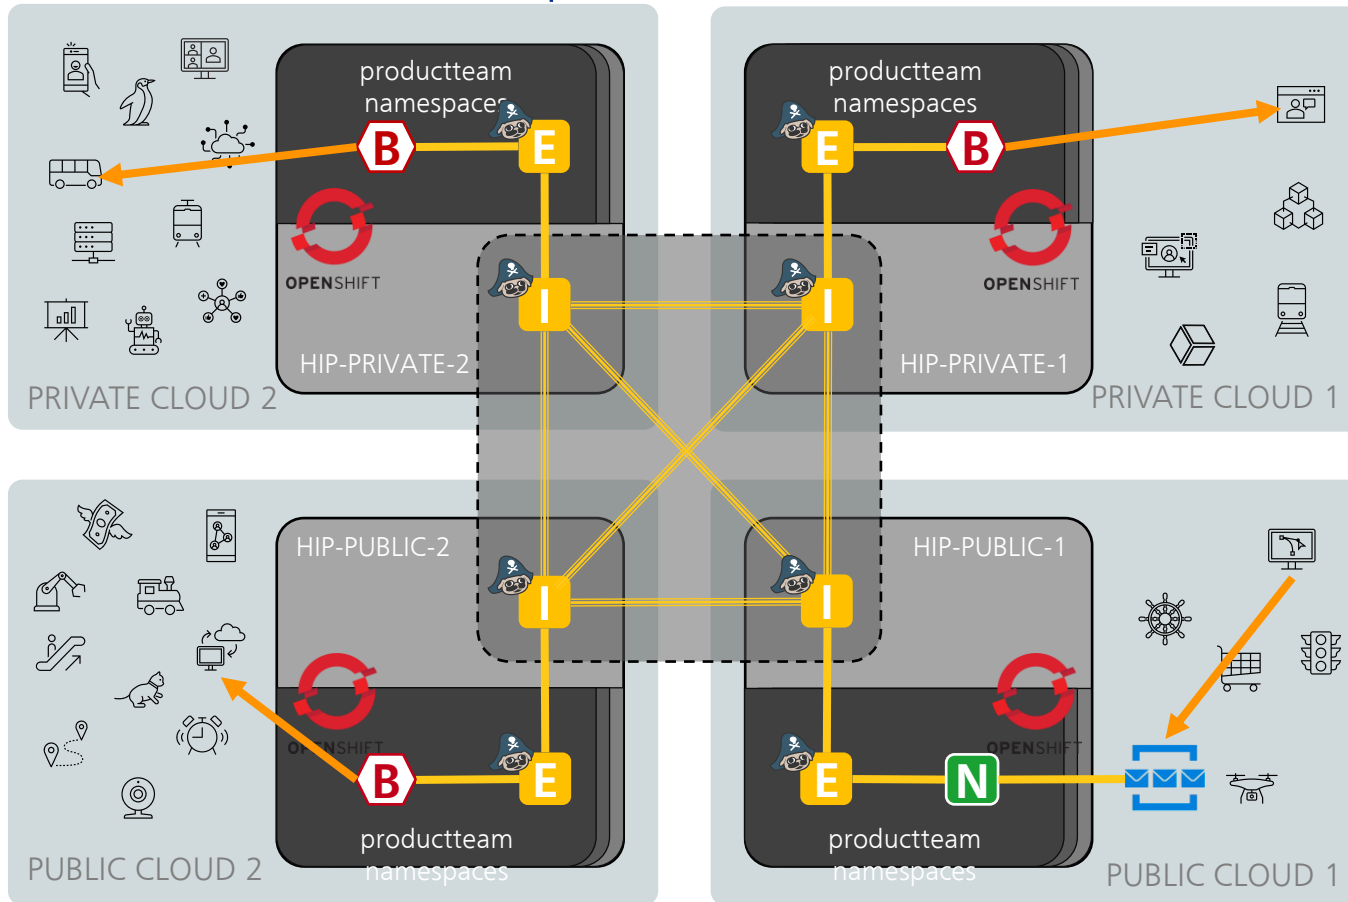 productteam
namespaces
B
E
OPENSHIFT
I
HIP-PRIVATE-2
PRIVATE CLOUD 2
productteam
namespaces
E
B
OPENSHIFT
I
HIP-PRIVATE-1
PRIVATE CLOUD 1
HIP-PUBLIC-2
I
OPENSHIFT
B
E
productteam
namespaces
PUBLIC CLOUD 2
HIP-PUBLIC-1
I
OPENSHIFT
E
N
productteam
namespaces
PUBLIC CLOUD 1